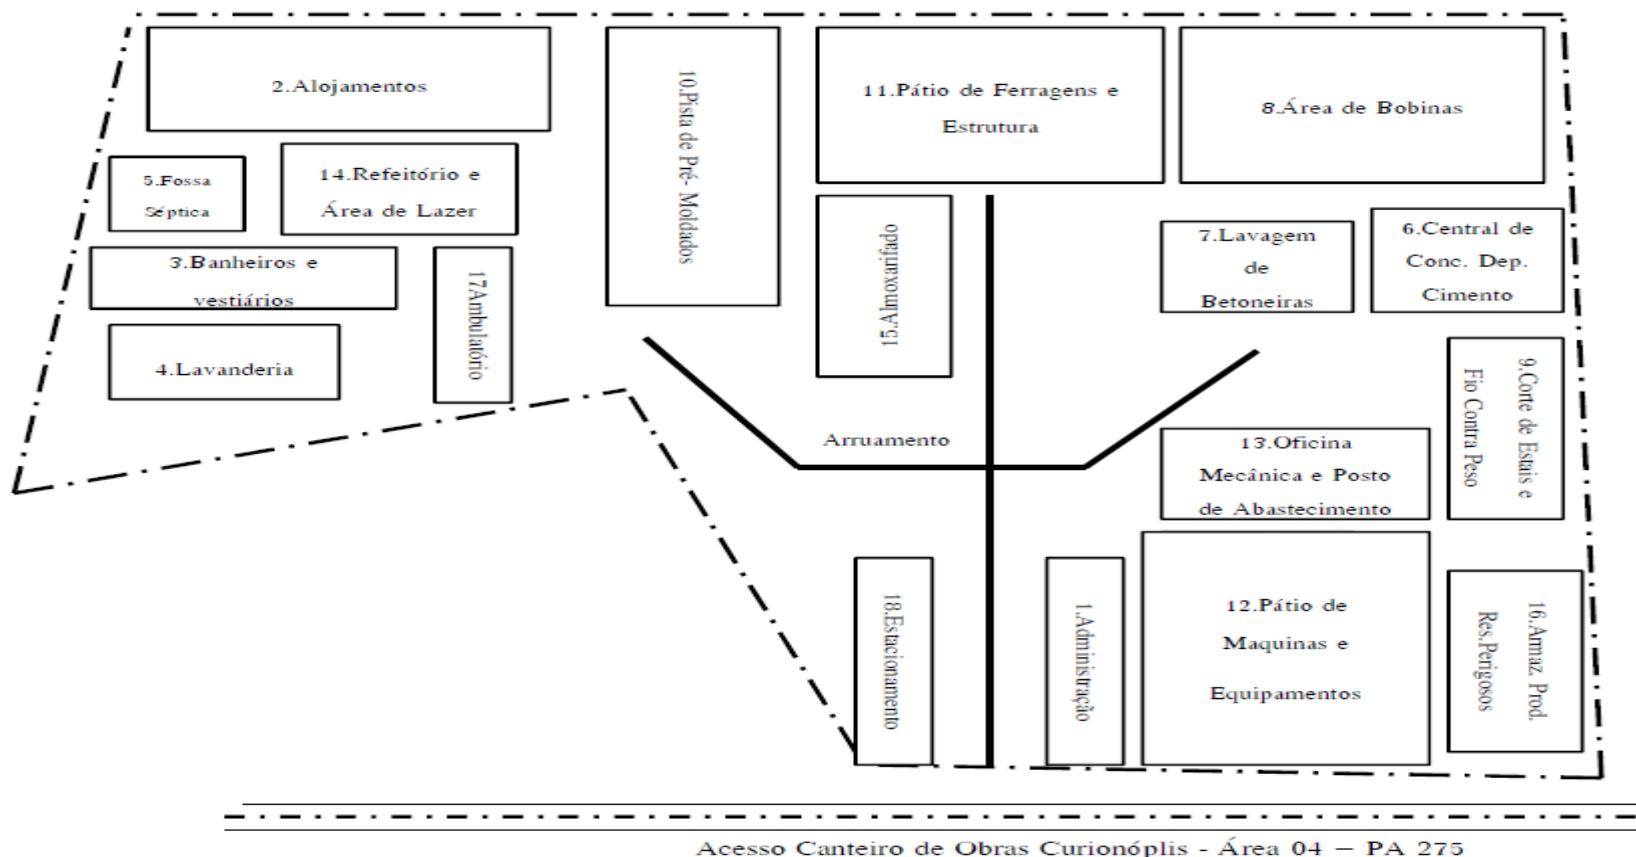 2.Alojamentos
10.Pista de Pré- Moldados
11.Pátio de Ferragens e
Estrutura
8.Área de Bobinas
5.Fossa
Séptica
14.Refeitório e
Área de Lazer
3.Banheiros e
vestiários
17Ambulatório
4.Lavanderia
15.Almoxarifado
7.Lavagem
de
Betoneiras
6.Central de
Conc. Dep.
Cimento
9.Corte de Estais e
Fio Contra Peso
Arruamento
13.Oficina
Mecânica e Posto
de Abastecimento
18.Estacionamento
1.Administração
12.Pátio de
Maquinas e
Equipamentos
16.Armaz. Prod.
Res.Perigosos
Acesso Canteiro de Obras Curionóplis - Área 04 – PA 275